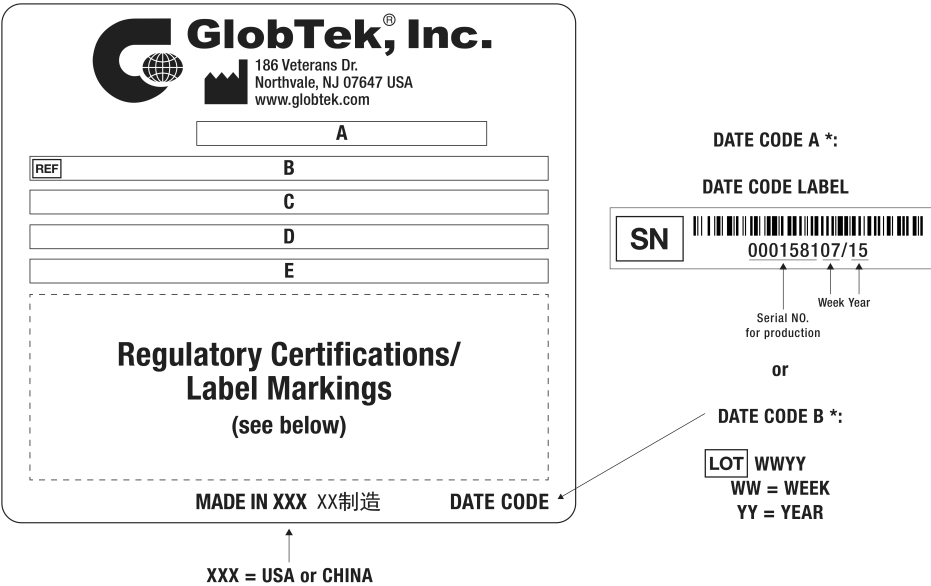 GlobTek,® Inc.
186 Veterans Dr.
Northvale, NJ 07647 USA
www.globtek.com
A
REF B
C
D
E
Regulatory Certifications/
Label Markings
(see below)
MADE IN XXX XX制造 DATE CODE
XXX = USA or CHINA
DATE CODE A *:
DATE CODE LABEL
SN
000158107/15
Week Year
Serial NO.
for production
or
DATE CODE B *:
LOT WWYY
WW = WEEK
YY = YEAR